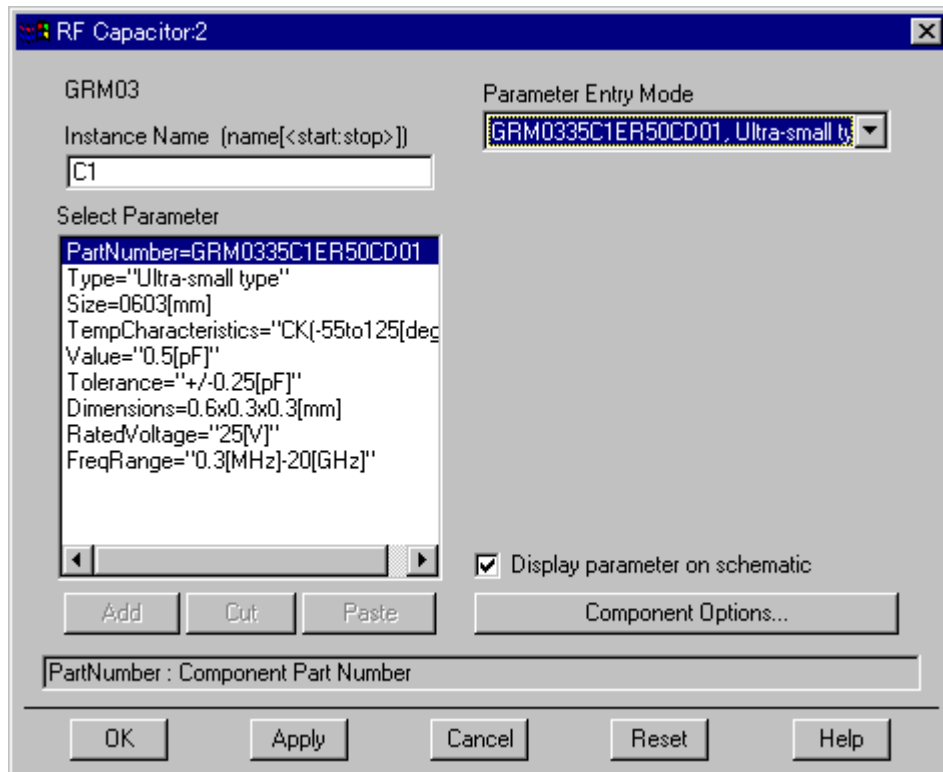 RF Capacitor:2
GRM03
Instance Name (name[<start:stop>])
C1
Parameter Entry Mode
GRM0335C1ER50CD01, Ultra-small ty
Select Parameter
PartNumber=GRM0335C1ER50CD01
Type="Ultra-small type"
Size=0603[mm]
TempCharacteristics="CK(-55to125[deg
Value="0.5[pF]"
Tolerance="+/-0.25[pF]"
Dimensions=0.6x0.3x0.3[mm]
RatedVoltage="25[V]"
FreqRange="0.3[MHz]-20[GHz]"
Display parameter on schematic
Add Cut Paste
Component Options...
PartNumber : Component Part Number
OK Apply Cancel Reset Help